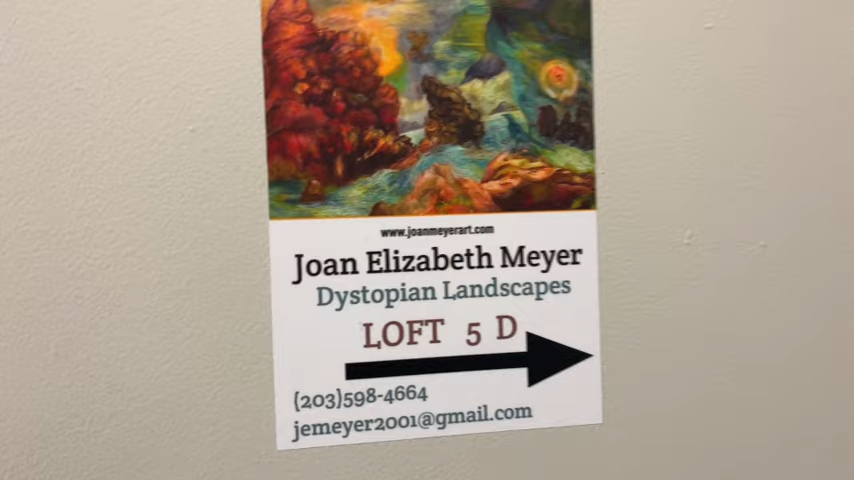 www.joanmeyerart.com
Joan Elizabeth Meyer
Dystopian Landscapes
LOFT 5 D
(203)598-4664
jemeyer2001@gmail.com